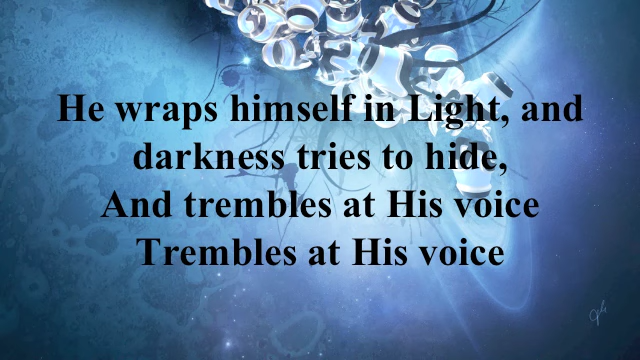 He wraps himself in Light, and
darkness tries to hide,
And trembles at His voice
Trembles at His voice